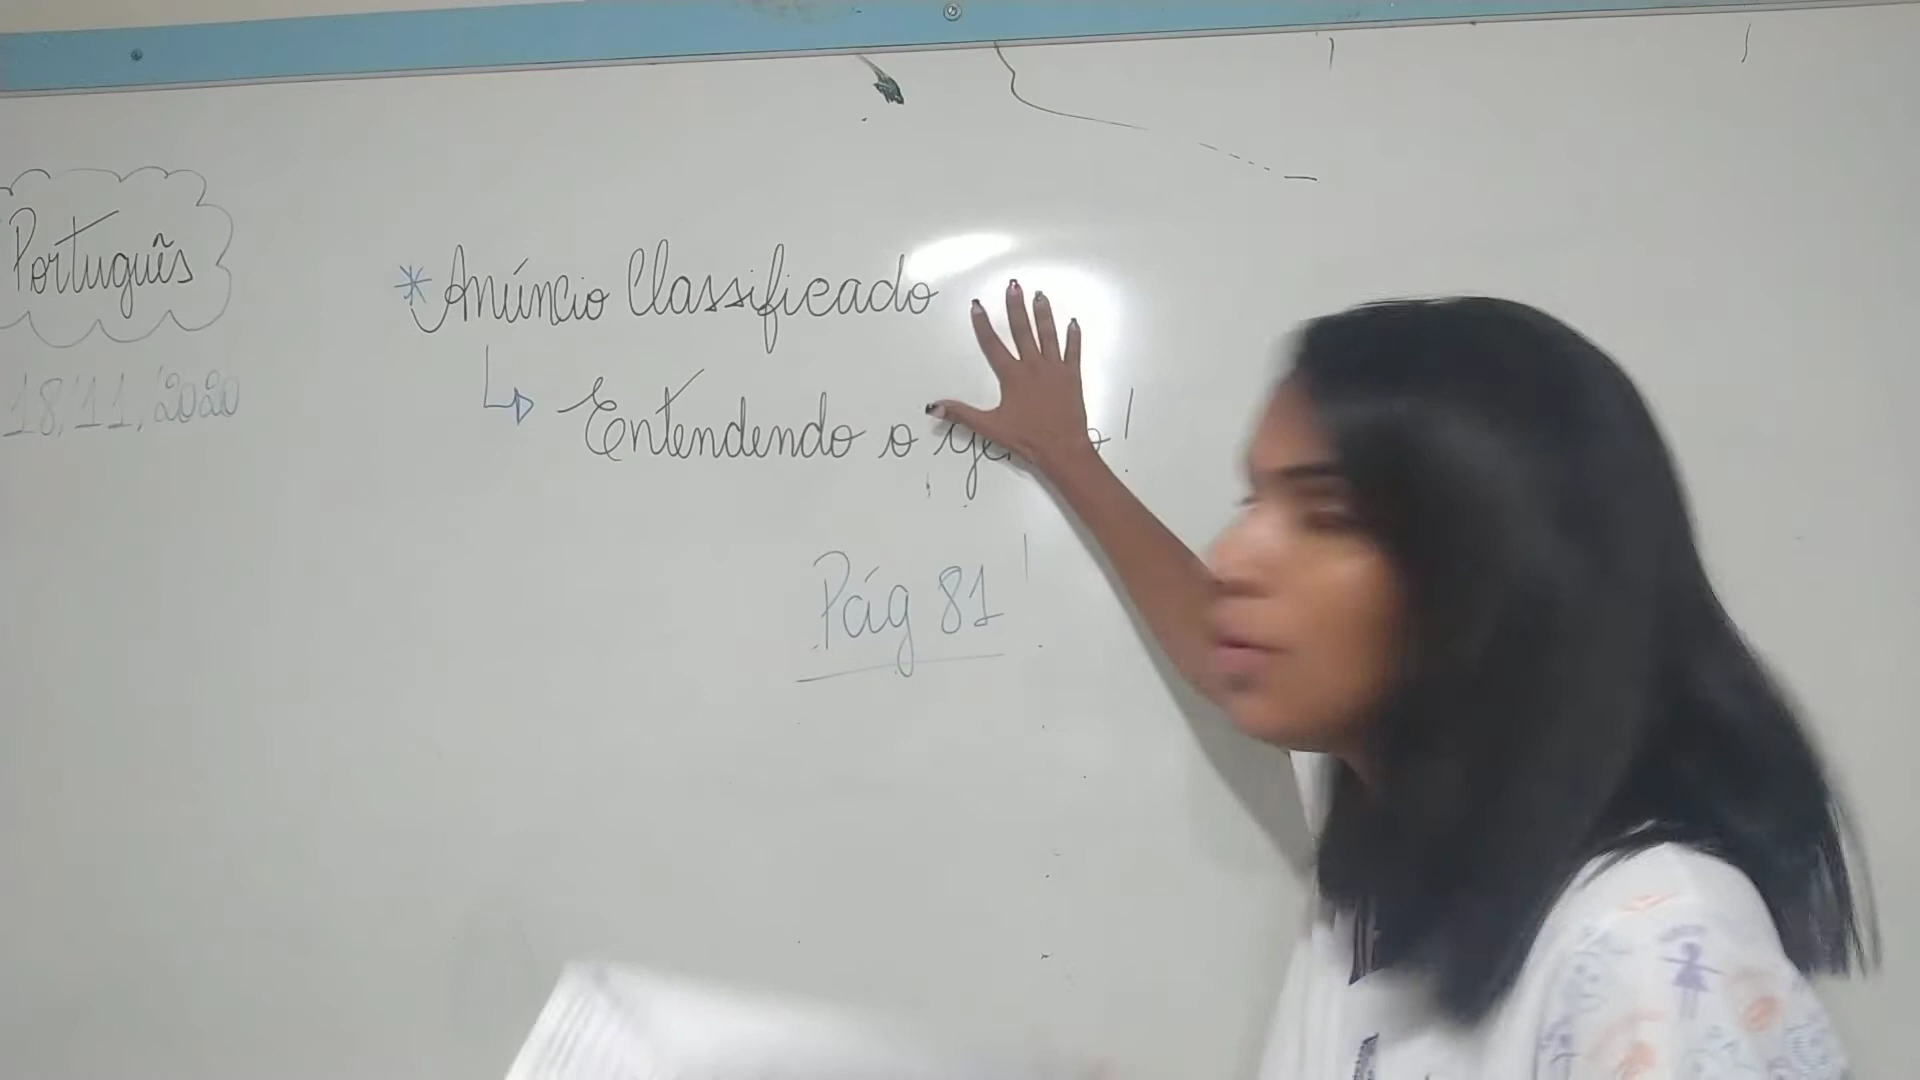 Português
18/11/2020
* Anúncio Classificado
Entendendo o !
Pág 81